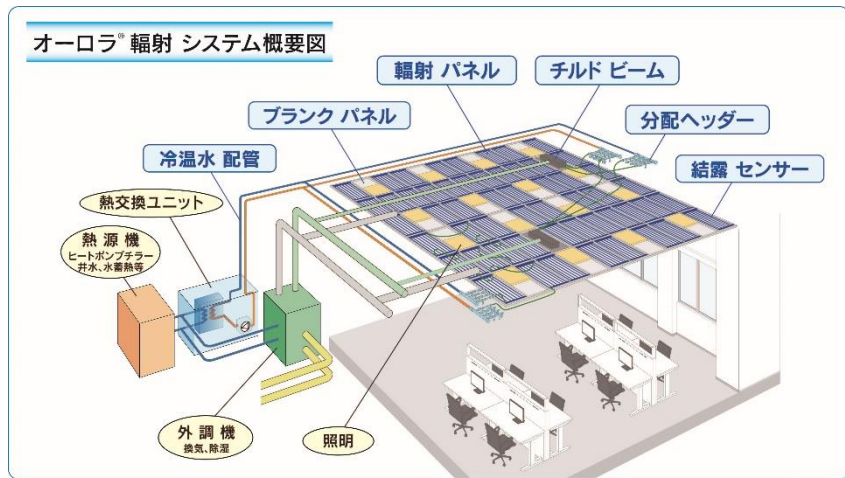 オーロラ® 輻射 システム概要図
輻射 パネル
チルド ビーム
ブランク パネル
分配ヘッダー
冷温水 配管
結露 センサー
熱交換ユニット
熱 源 機
ヒートポンプチラー
井水、水蓄熱等
外 調 機
換気、除湿
照明